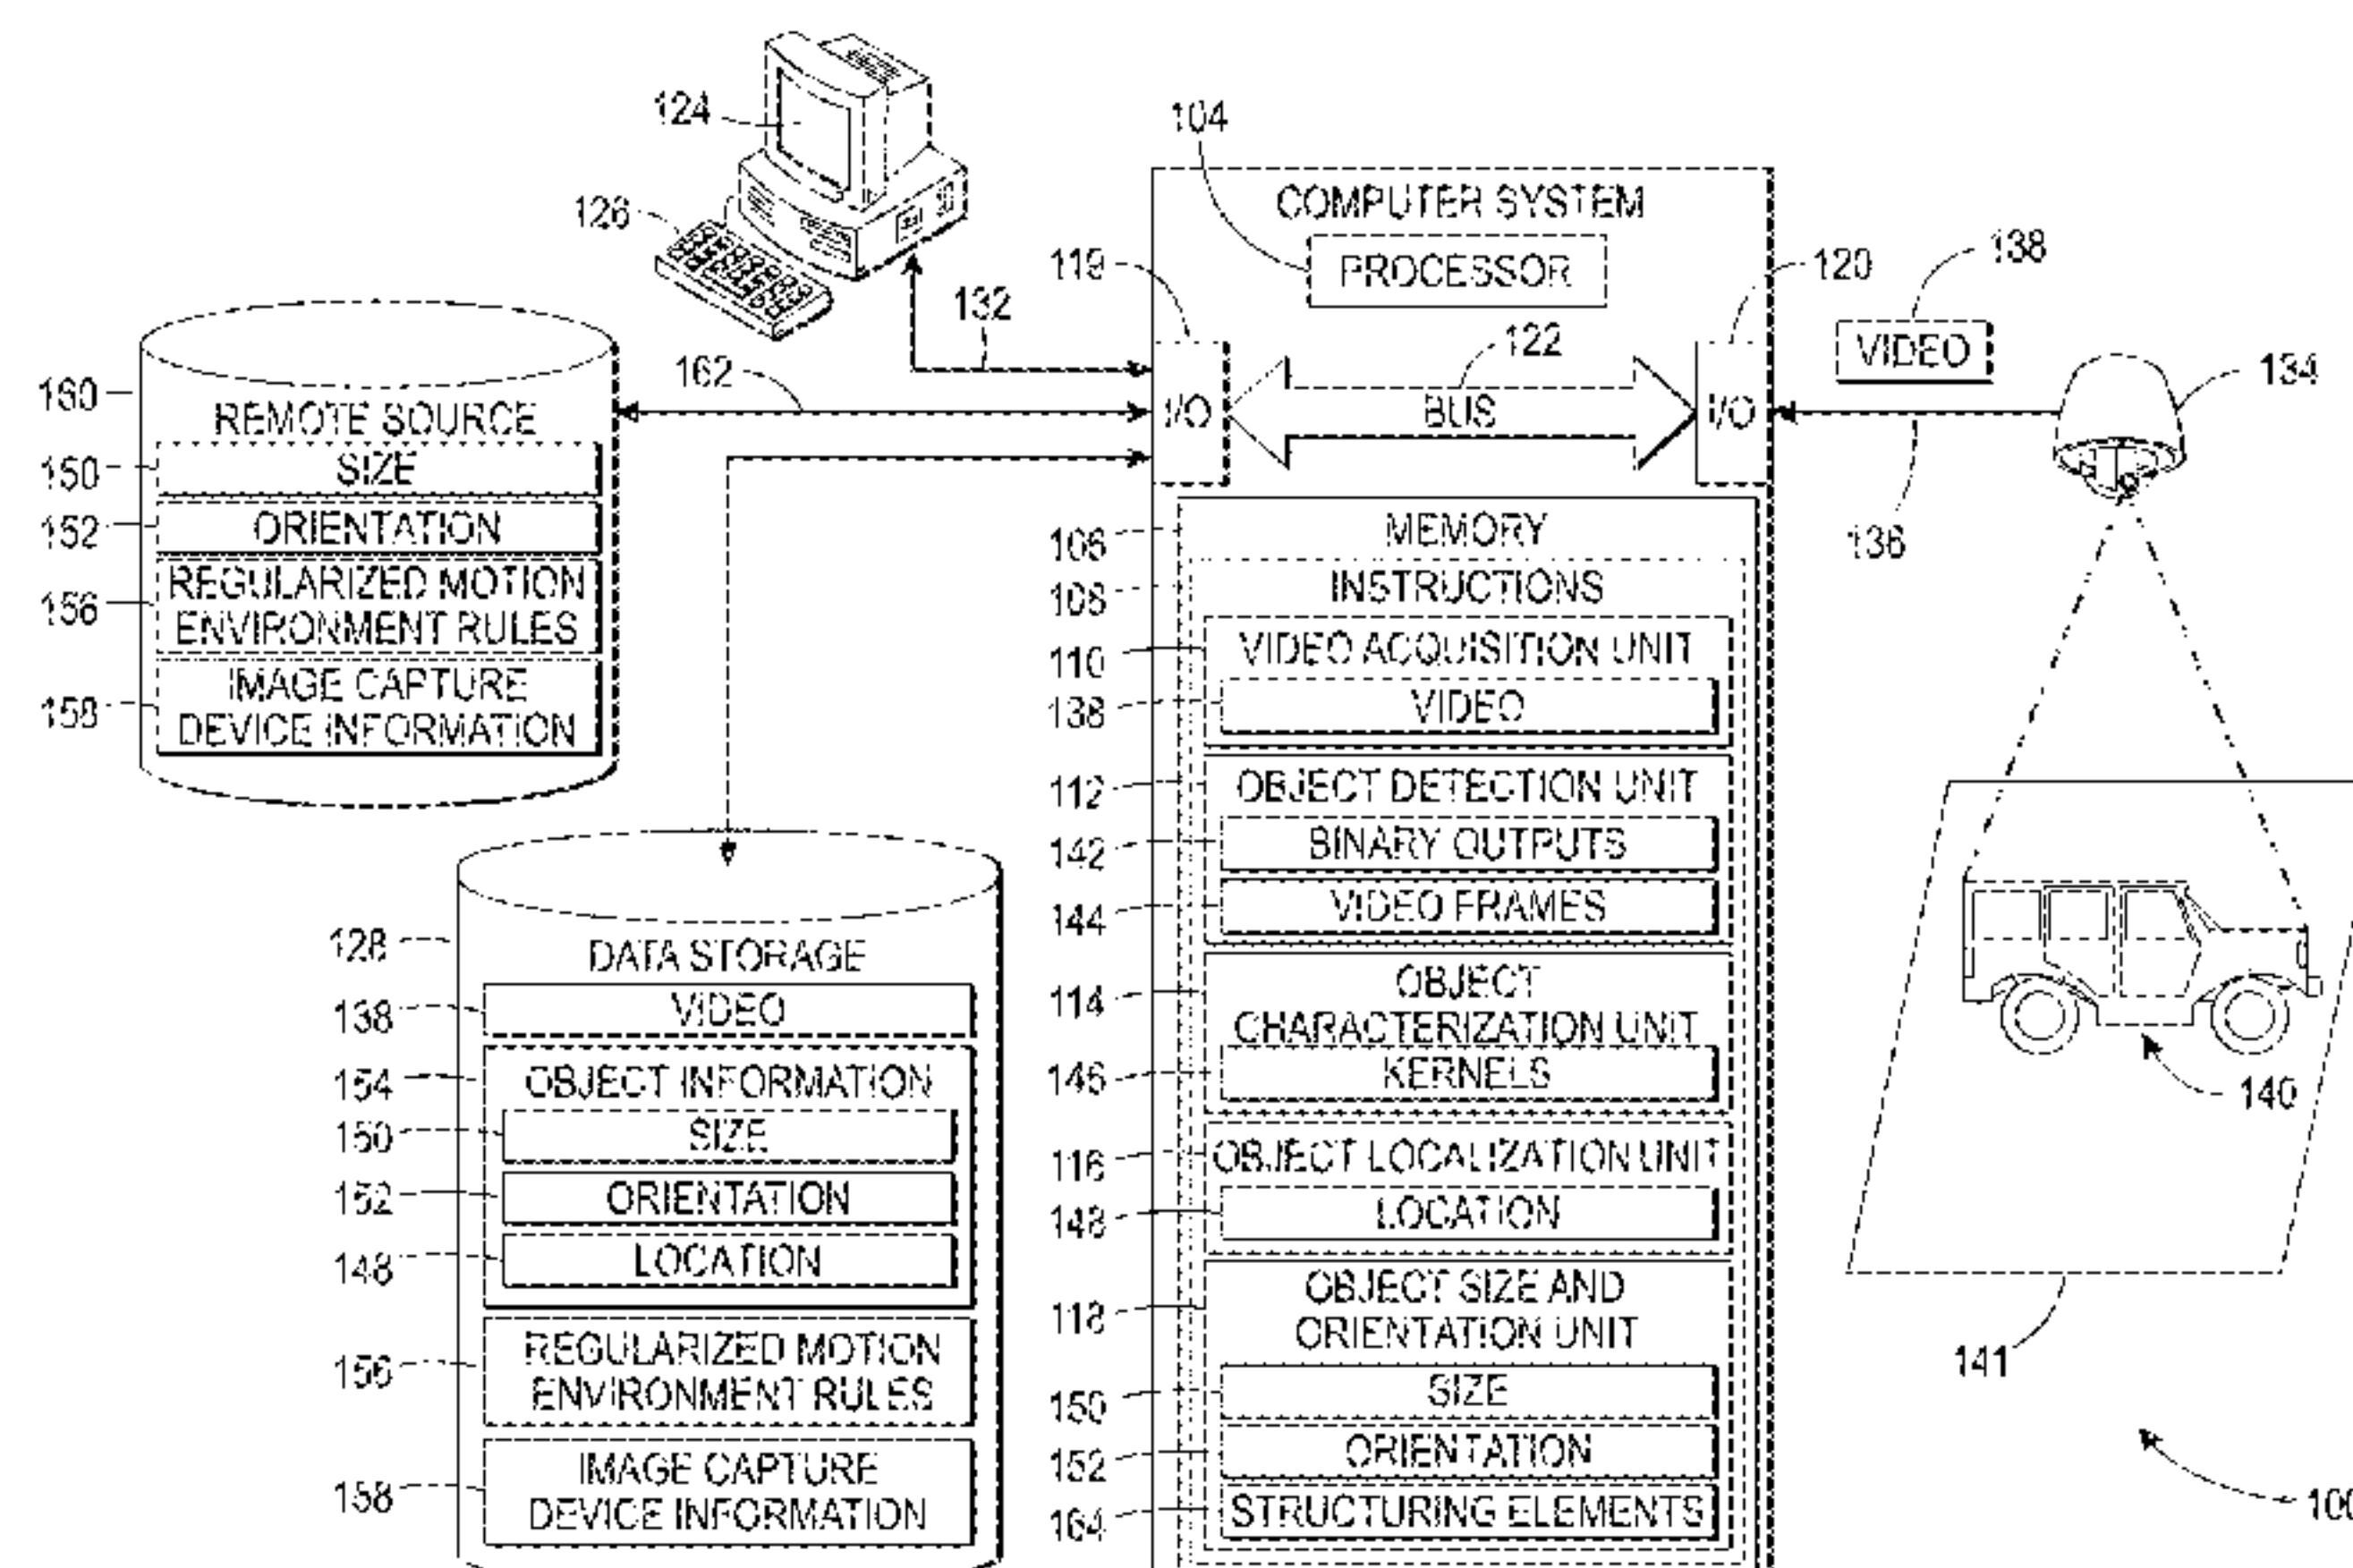 124
126
132
162
104
COMPUTER SYSTEM
PROCESSOR
119
120
122
I/O
BUS
I/O
138
VIDEO
134
136
140
141
100
160
REMOTE SOURCE
150
SIZE
152
ORIENTATION
156
REGULARIZED MOTION
ENVIRONMENT RULES
158
IMAGE CAPTURE
DEVICE INFORMATION
128
DATA STORAGE
138
VIDEO
154
OBJECT INFORMATION
150
SIZE
152
ORIENTATION
148
LOCATION
156
REGULARIZED MOTION
ENVIRONMENT RULES
158
IMAGE CAPTURE
DEVICE INFORMATION
106
MEMORY
108
INSTRUCTIONS
110
VIDEO ACQUISITION UNIT
138
VIDEO
112
OBJECT DETECTION UNIT
142
BINARY OUTPUTS
144
VIDEO FRAMES
114
OBJECT
CHARACTERIZATION UNIT
146
KERNELS
116
OBJECT LOCALIZATION UNIT
148
LOCATION
118
OBJECT SIZE AND
ORIENTATION UNIT
150
SIZE
152
ORIENTATION
164
STRUCTURING ELEMENTS